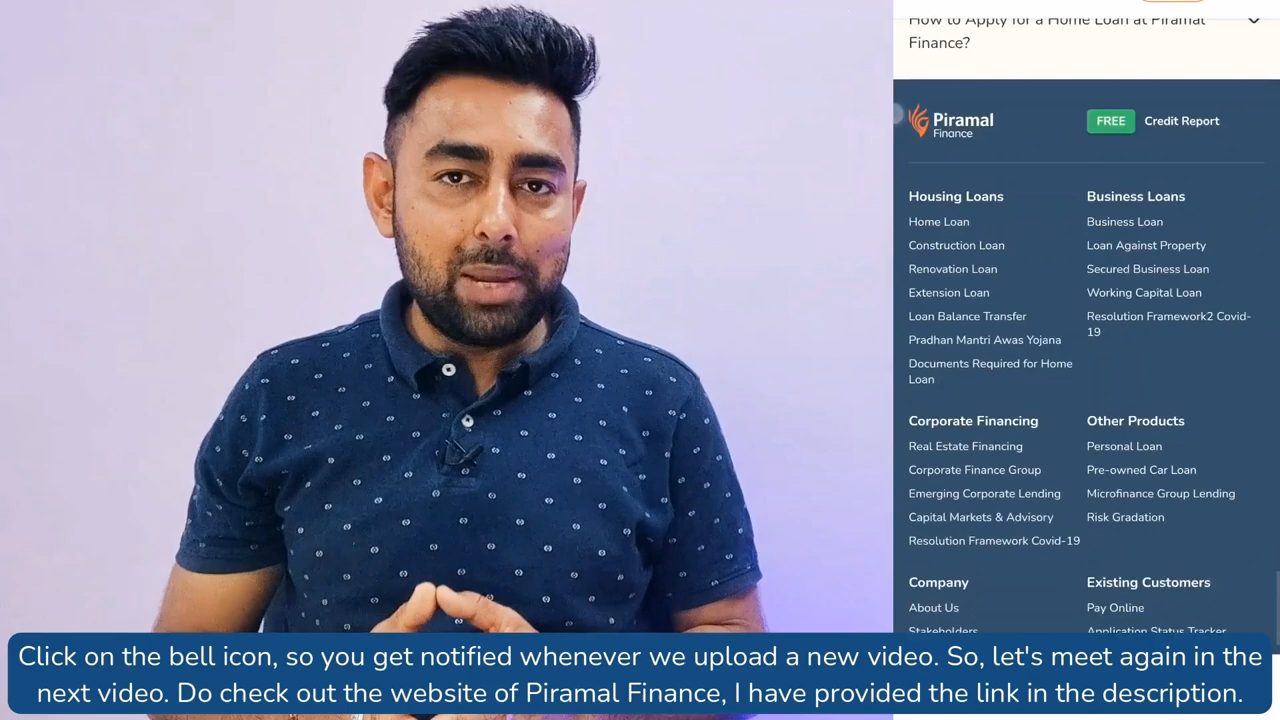 How to Apply for a Home Loan at Piramal
Finance?
Piramal
Finance
FREE Credit Report
Housing Loans
Home Loan
Construction Loan
Renovation Loan
Extension Loan
Loan Balance Transfer
Pradhan Mantri Awas Yojana
Documents Required for Home
Loan
Business Loans
Business Loan
Loan Against Property
Secured Business Loan
Working Capital Loan
Resolution Framework2 Covid-
19
Corporate Financing
Real Estate Financing
Corporate Finance Group
Emerging Corporate Lending
Capital Markets & Advisory
Resolution Framework Covid-19
Other Products
Personal Loan
Pre-owned Car Loan
Microfinance Group Lending
Risk Gradation
Company
About Us
Stakeholders
Existing Customers
Pay Online
Application Status Tracker
Click on the bell icon, so you get notified whenever we upload a new video. So, let's meet again in the
next video. Do check out the website of Piramal Finance, I have provided the link in the description.